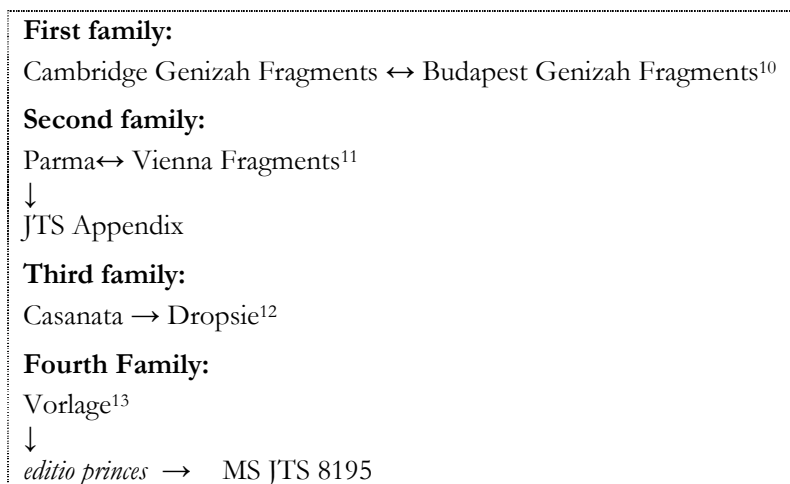 First family:
Cambridge Genizah Fragments ↔ Budapest Genizah Fragments¹⁰
Second family:
Parma↔ Vienna Fragments¹¹
↓
JTS Appendix
Third family:
Casanata → Dropsie¹²
Fourth Family:
Vorlage¹³
↓
editio princes → MS JTS 8195